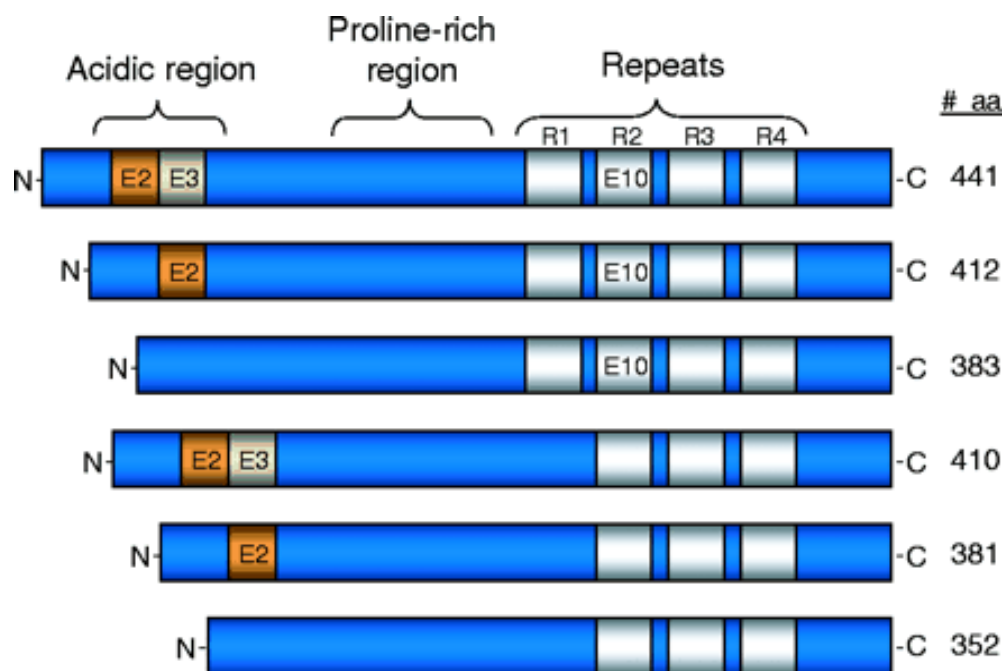 Proline-rich
region
Acidic region
Repeats
# aa
R1 R2 R3 R4
N- E2 E3 E10 -C 441
N- E2 E10 -C 412
N- E10 -C 383
N- E2 E3 -C 410
N- E2 -C 381
N- -C 352